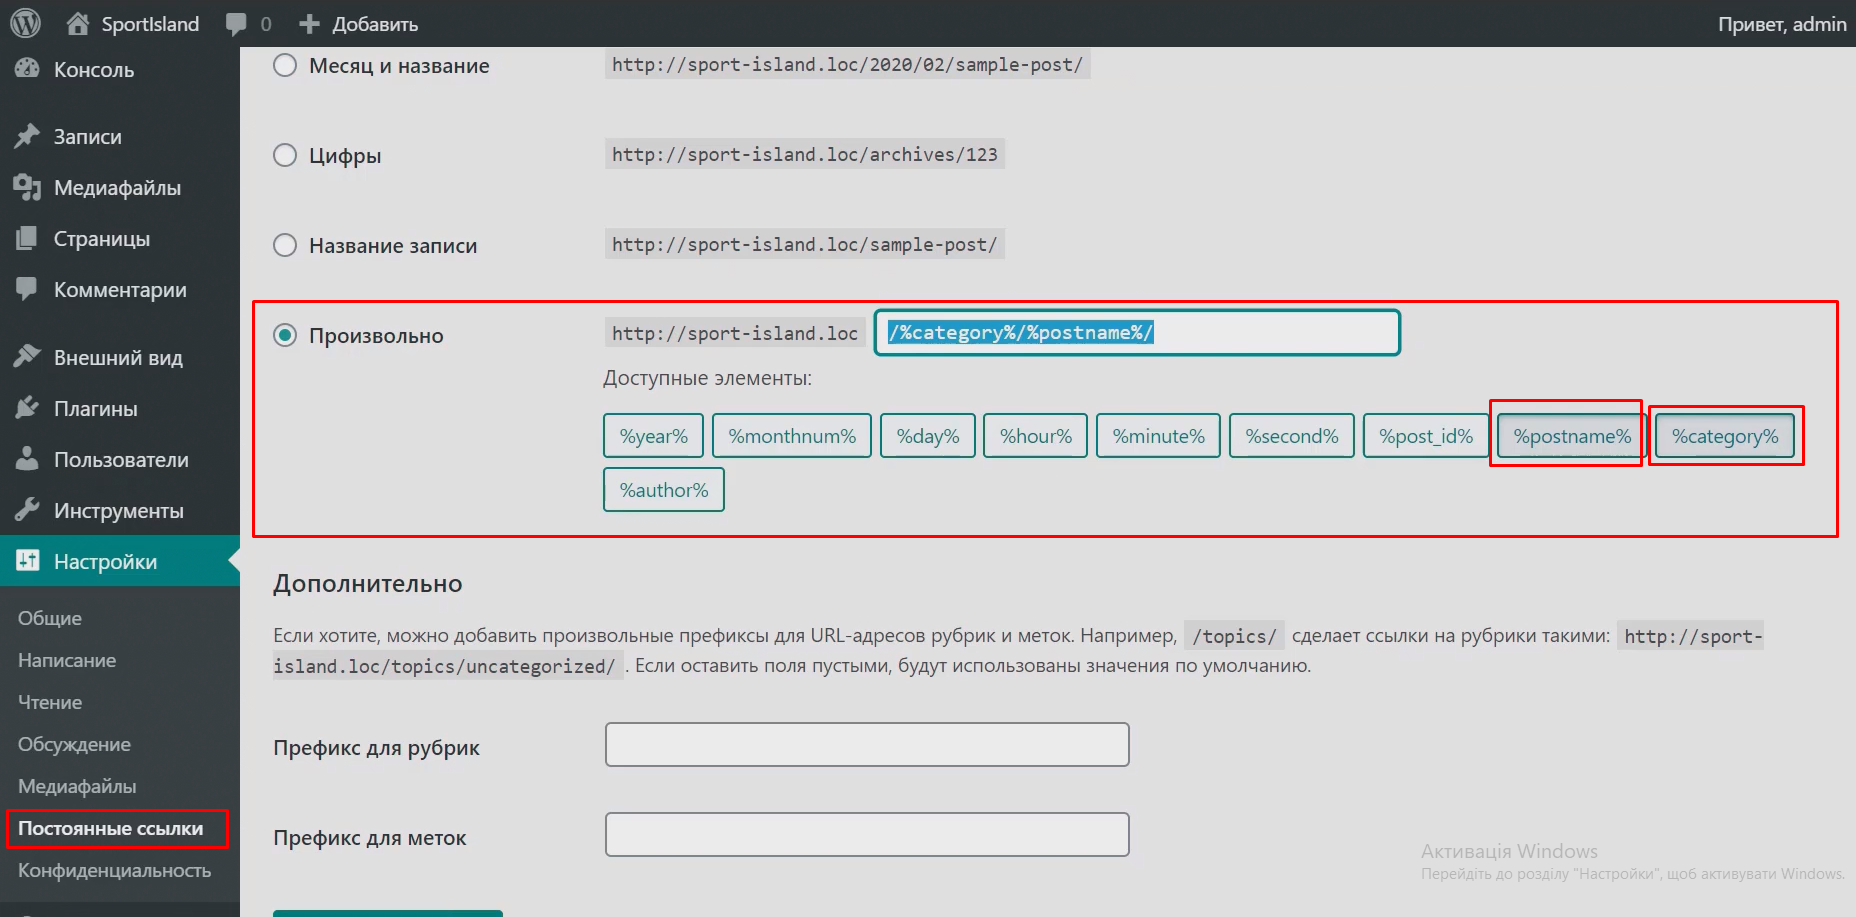 SportIsland 0 Добавить Привет, admin
Консоль
Записи
Медиафайлы
Страницы
Комментарии
Внешний вид
Плагины
Пользователи
Инструменты
Настройки
Общие
Написание
Чтение
Обсуждение
Медиафайлы
Постоянные ссылки
Конфиденциальность
Месяц и название http://sport-island.loc/2020/02/sample-post/
Цифры http://sport-island.loc/archives/123
Название записи http://sport-island.loc/sample-post/
Произвольно http://sport-island.loc /%category%/%postname%/
Доступные элементы:
%year% %monthnum% %day% %hour% %minute% %second% %post_id% %postname% %category%
%author%
Дополнительно
Если хотите, можно добавить произвольные префиксы для URL-адресов рубрик и меток. Например, /topics/ сделает ссылки на рубрики такими: http://sport-
island.loc/topics/uncategorized/ . Если оставить поля пустыми, будут использованы значения по умолчанию.
Префикс для рубрик
Префикс для меток
Активація Windows
Перейдіть до розділу "Настройки", щоб активувати Windows.